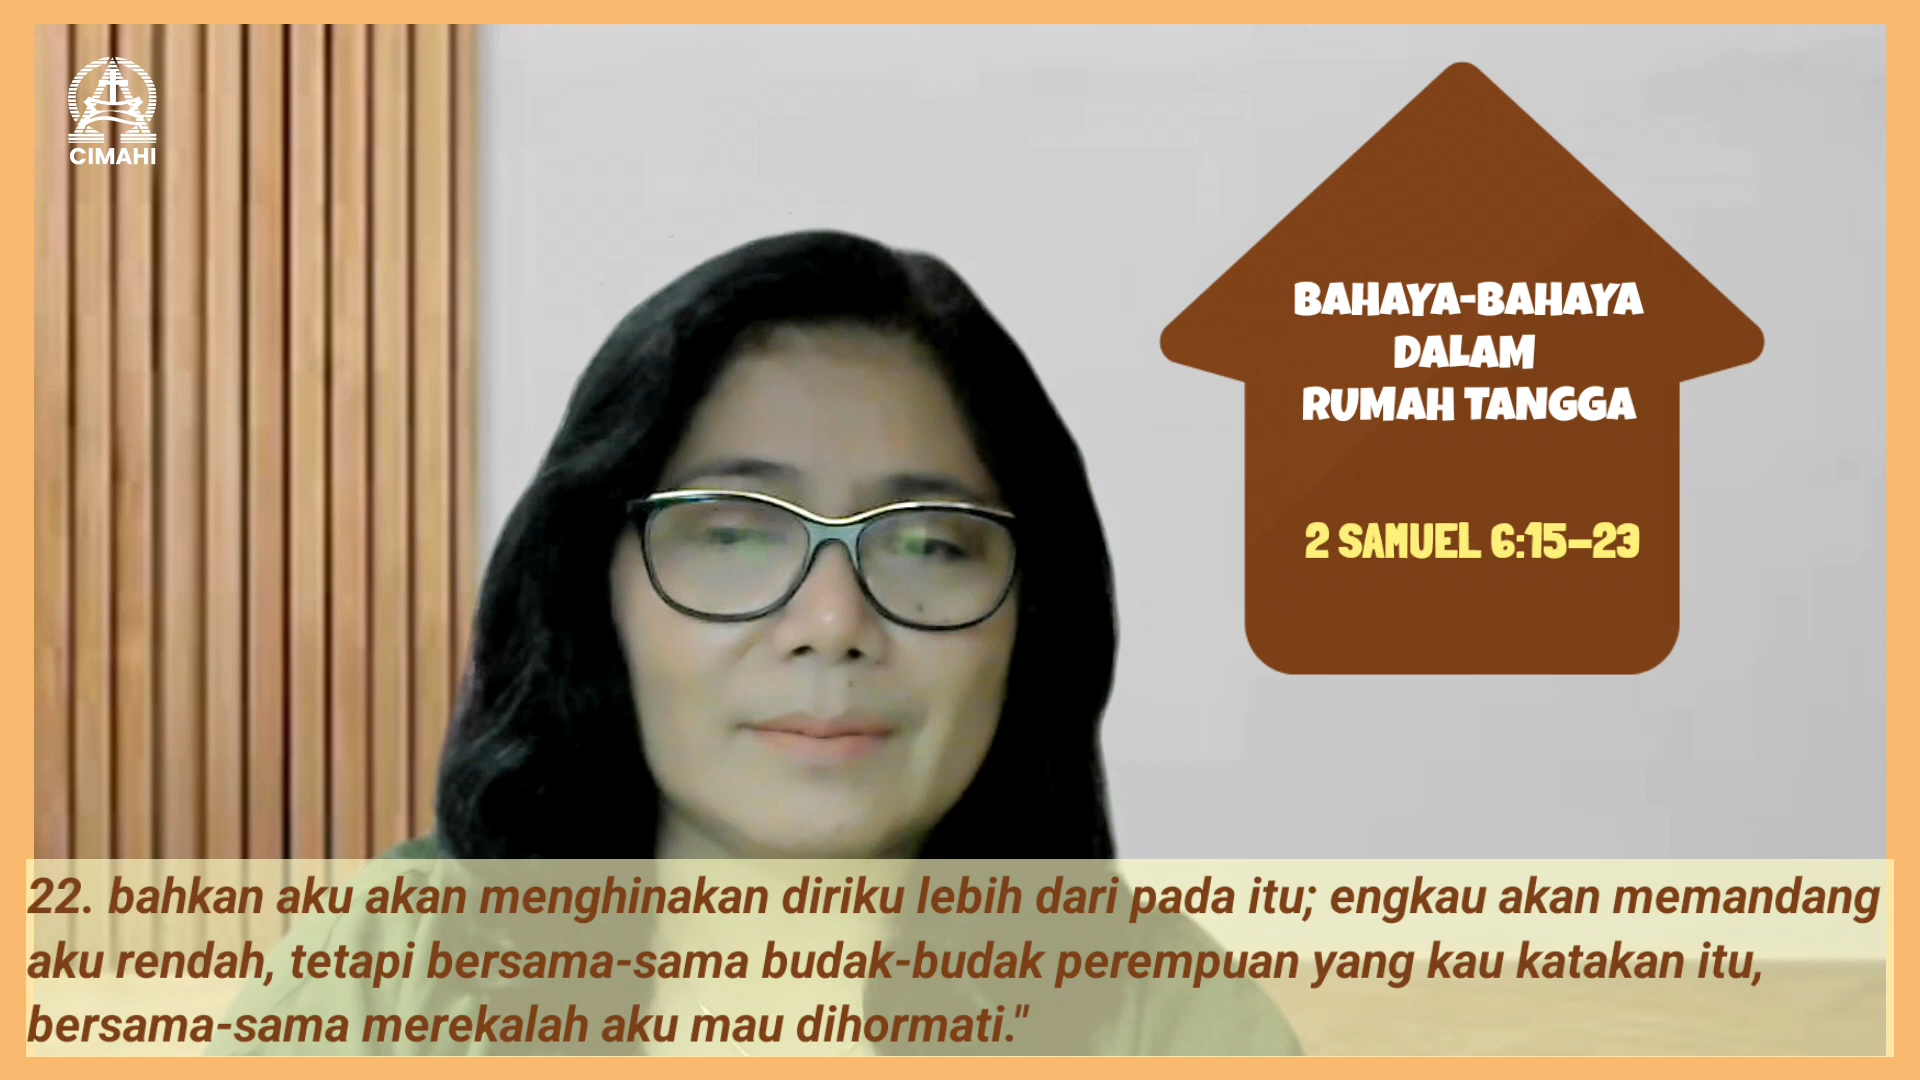 CIMAHI
BAHAYA-BAHAYA
DALAM
RUMAH TANGGA
2 SAMUEL 6:15-23
22. bahkan aku akan menghinakan diriku lebih dari pada itu; engkau akan memandang
aku rendah, tetapi bersama-sama budak-budak perempuan yang kau katakan itu,
bersama-sama merekalah aku mau dihormati."